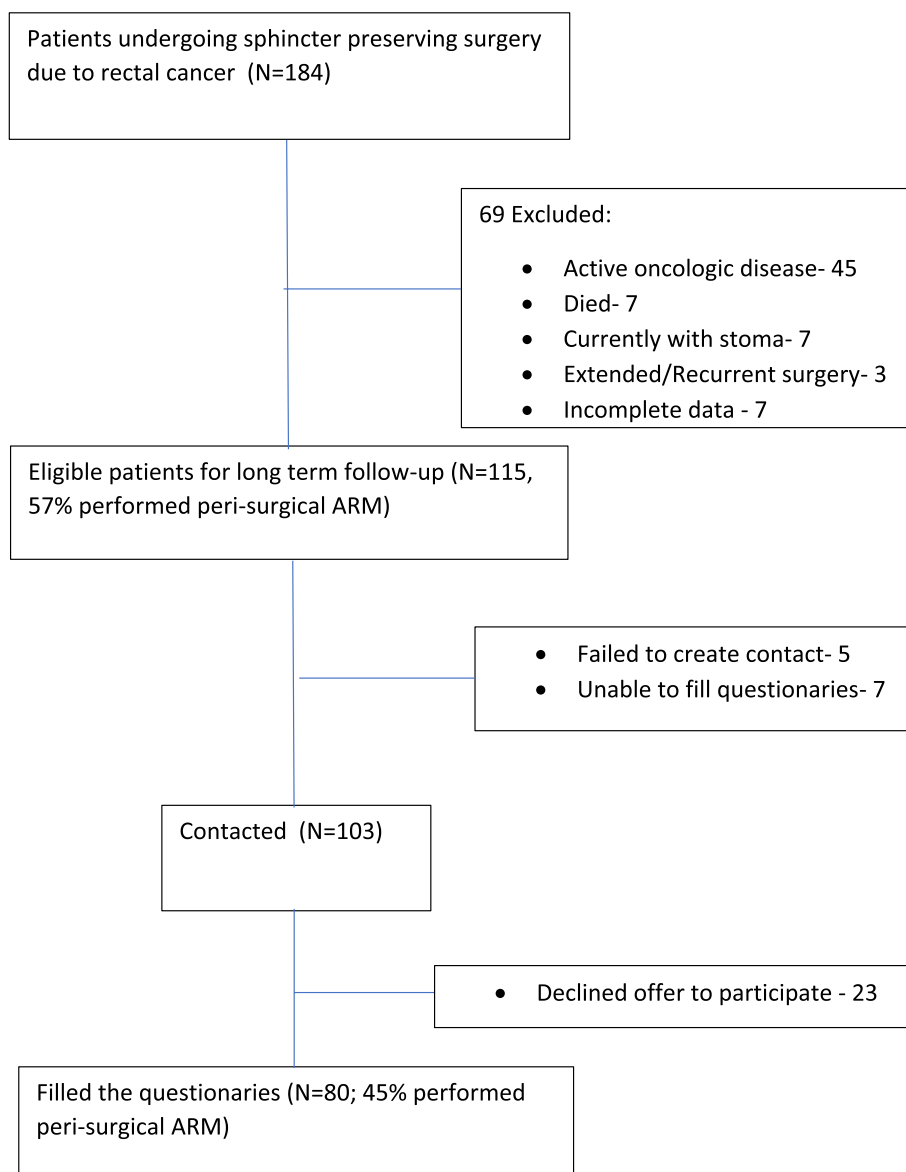 Patients undergoing sphincter preserving surgery
due to rectal cancer  (N=184)
69 Excluded:
• Active oncologic disease- 45
• Died- 7
• Currently with stoma- 7
• Extended/Recurrent surgery- 3
• Incomplete data - 7
Eligible patients for long term follow-up (N=115,
57% performed peri-surgical ARM)
• Failed to create contact- 5
• Unable to fill questionaries- 7
Contacted  (N=103)
• Declined offer to participate - 23
Filled the questionaries (N=80; 45% performed
peri-surgical ARM)